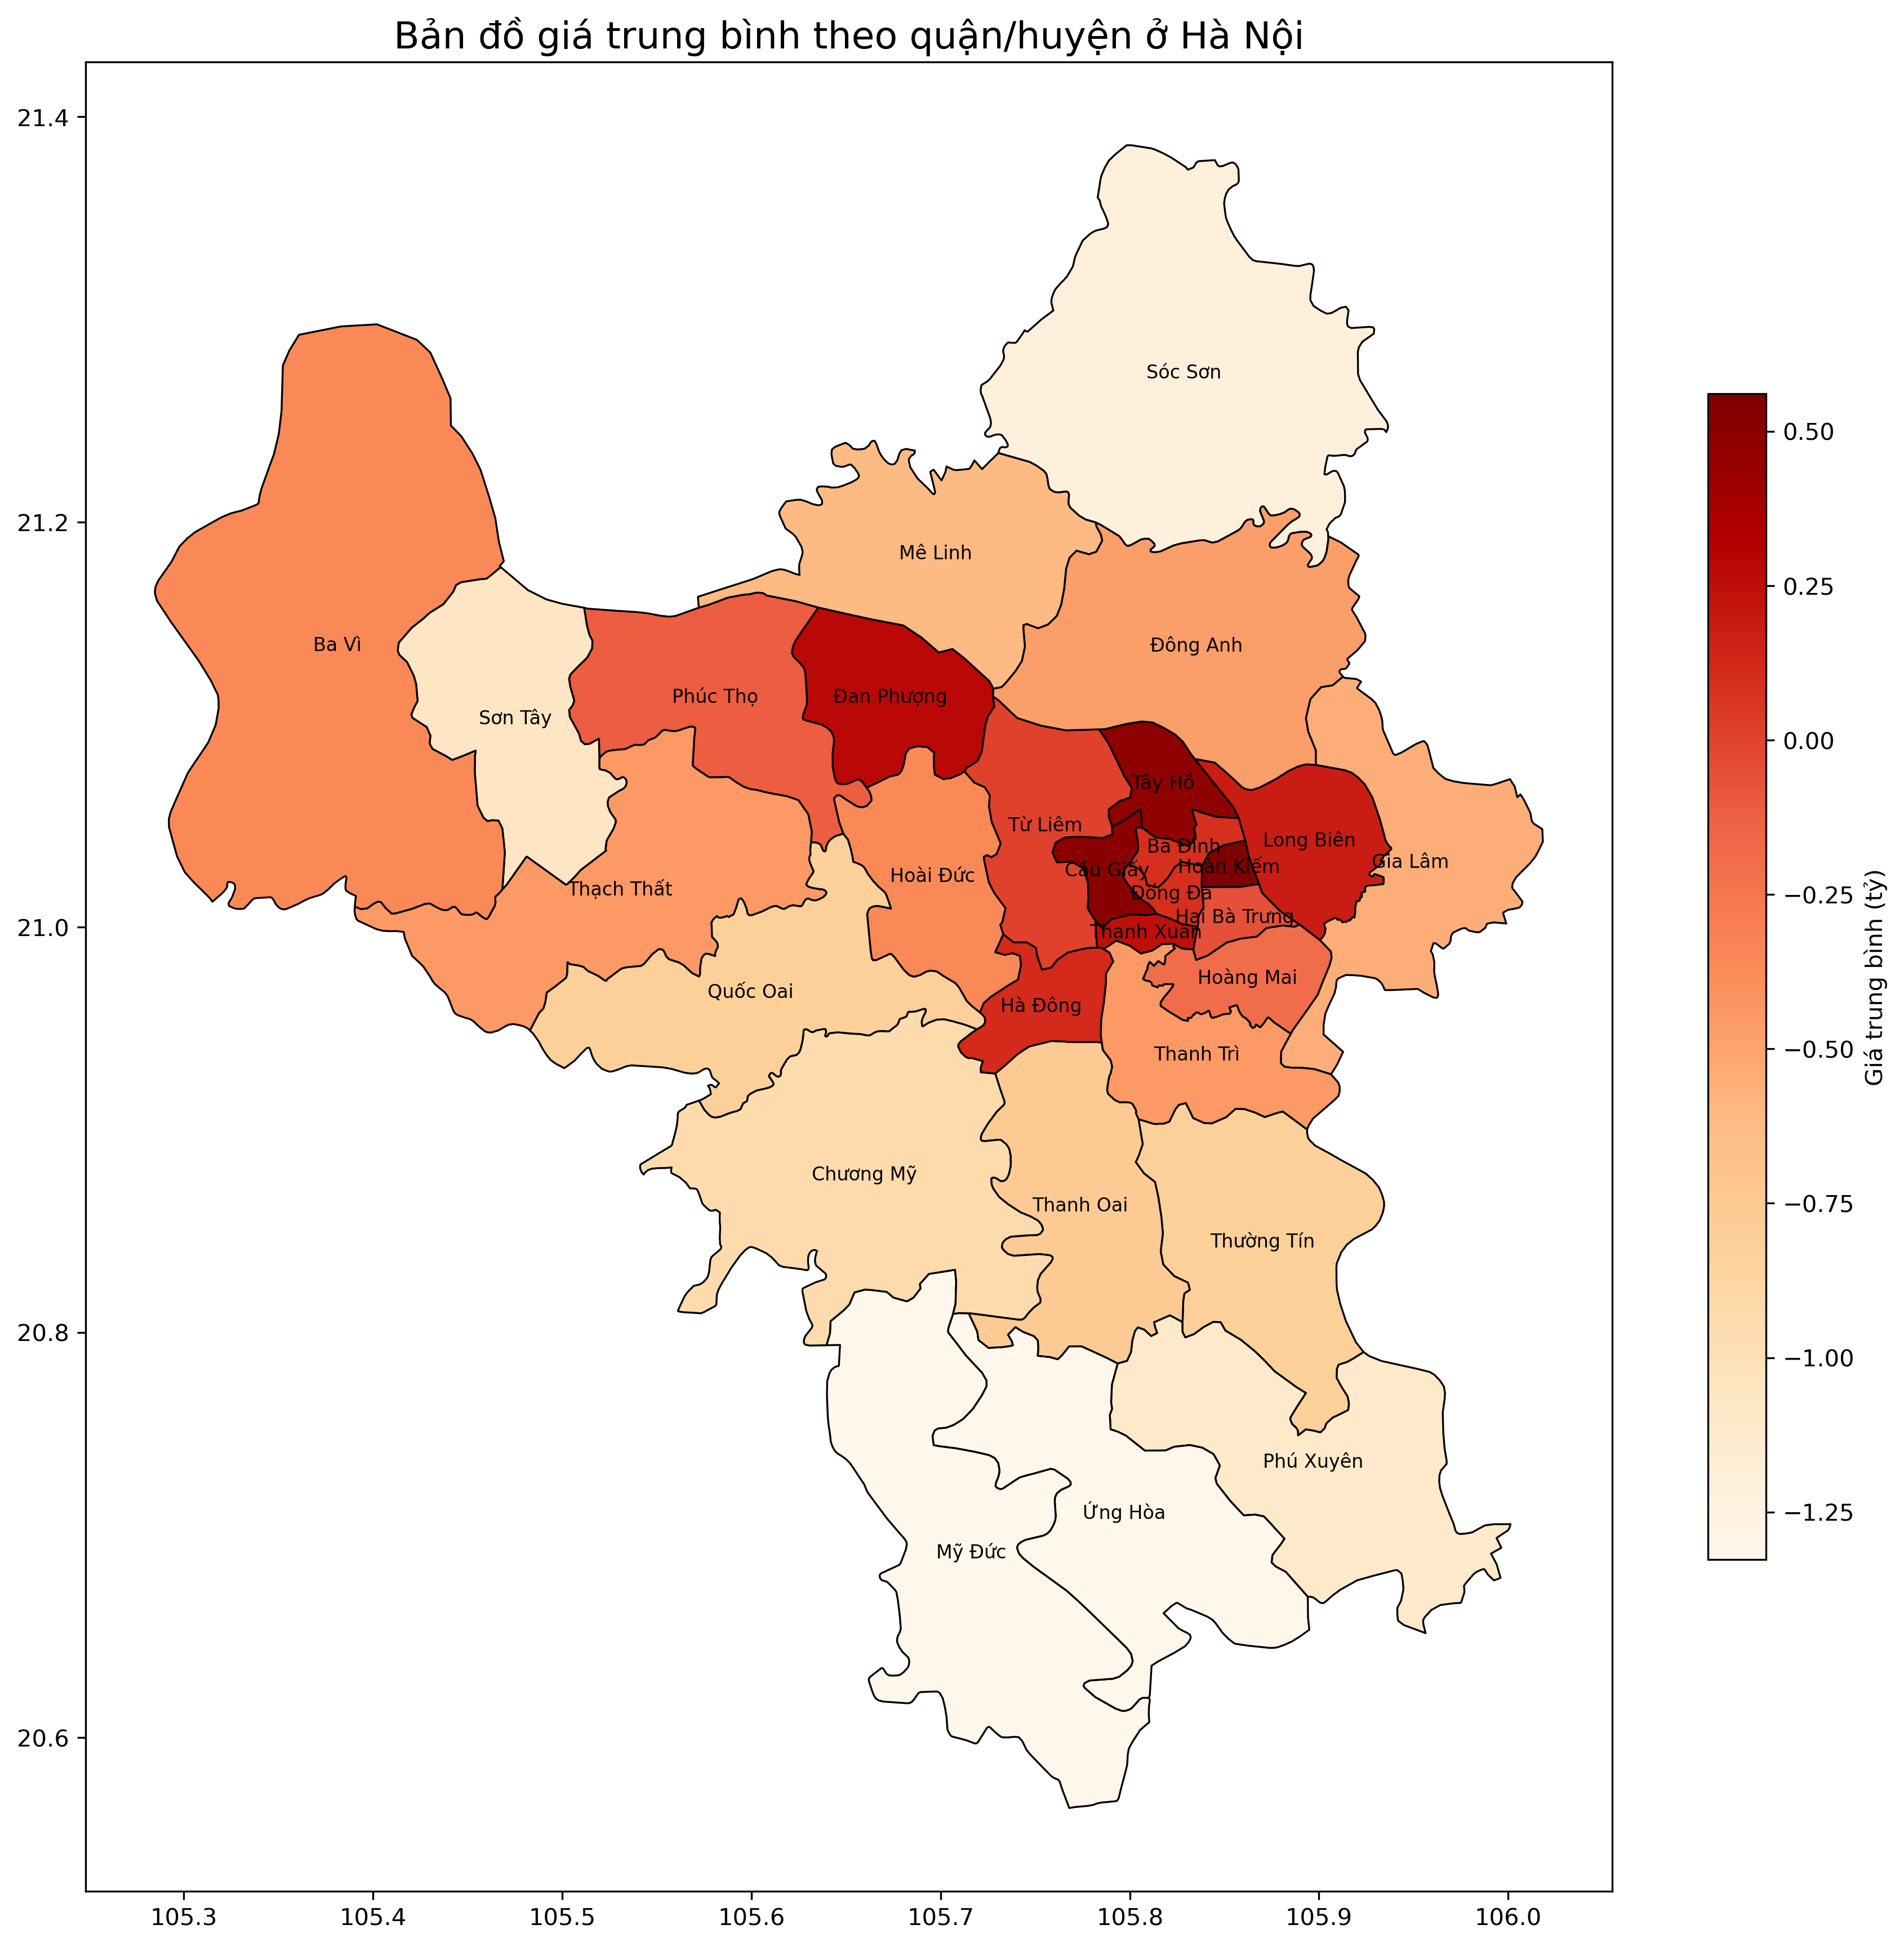 Bản đồ giá trung bình theo quận/huyện ở Hà Nội
21.4
21.2
21.0
20.8
20.6
Sóc Sơn
Mê Linh
Ba Vì
Đông Anh
Phúc Thọ
Đan Phượng
Sơn Tây
Tây Hồ
Từ Liêm
Long Biên
Ba Đình
Gia Lâm
Hoàn Kiếm
Cầu Giấy
Hoài Đức
Thạch Thất
Đống Đa
Hai Bà Trưng
Thanh Xuân
Hoàng Mai
Quốc Oai
Hà Đông
Thanh Trì
Chương Mỹ
Thanh Oai
Thường Tín
Phú Xuyên
Ứng Hòa
Mỹ Đức
105.3
105.4
105.5
105.6
105.7
105.8
105.9
106.0
0.50
0.25
0.00
−0.25
−0.50
−0.75
−1.00
−1.25
Giá trung bình (tỷ)